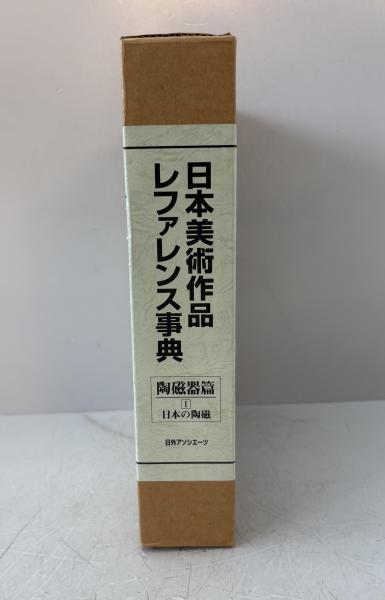 日本美術作品
レファレンス事典
陶磁器篇
I
日本の陶磁
日外アソシエーツ